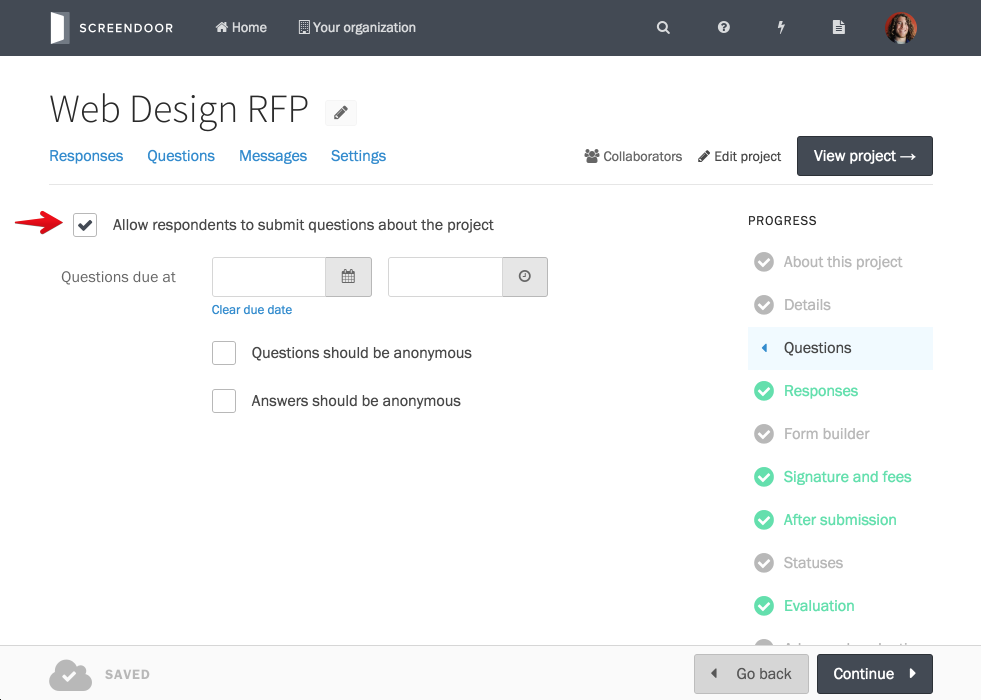 SCREENDOOR Home Your organization
Web Design RFP
Responses Questions Messages Settings Collaborators Edit project View project →
Allow respondents to submit questions about the project
Questions due at
Clear due date
Questions should be anonymous
Answers should be anonymous
PROGRESS
About this project
Details
Questions
Responses
Form builder
Signature and fees
After submission
Statuses
Evaluation
SAVED Go back Continue